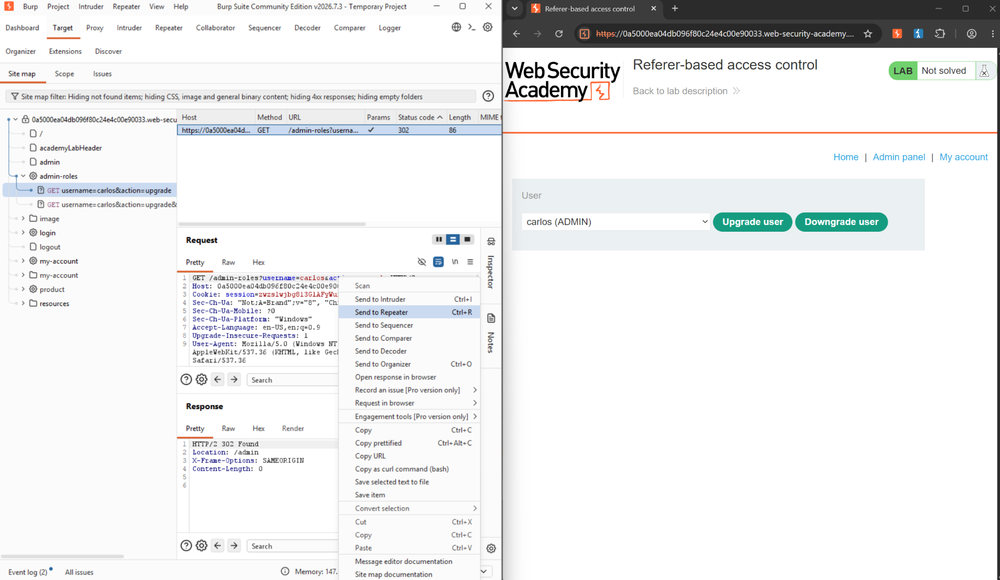 Burp Project Intruder Repeater View Help Burp Suite Community Edition v2026.7.3 - Temporary Project
Dashboard Target Proxy Intruder Repeater Collaborator Sequencer Decoder Comparer Logger
Organizer Extensions Discover
Site map Scope Issues
Site map filter: Hiding not found items; hiding CSS, image and general binary content; hiding 4xx responses; hiding empty folders
0a5000ea04db096f80c24e4c00e90033.web-secu
/
academyLabHeader
admin
admin-roles
GET username=carlos&action=upgrade
GET username=carlos&action=upgrade&
image
login
logout
my-account
my-account
product
resources
Host Method URL Params Status code Length MIME t
https://0a5000ea04d... GET /admin-roles?userna... 302 86
Request
Pretty Raw Hex
\n
1 GET /admin-roles?username=carlos&act
2 Host: 0a5000ea04db096f80c24e4c00e90
3 Cookie:
4 Sec-Ch-Ua: "Not;A=Brand";v="8", "Ch
5 Sec-Ch-Ua-Mobile: ?0
6 Sec-Ch-Ua-Platform: "Windows"
7 Accept-Language: en-US,en;q=0.9
8 Upgrade-Insecure-Requests: 1
9 User-Agent: Mozilla/5.0 (Windows NT
AppleWebKit/537.36 (KHTML, like Gec
Safari/537.36
Search
Response
Pretty Raw Hex Render
1 HTTP/2 302 Found
2 Location: /admin
3 X-Frame-Options: SAMEORIGIN
4 Content-Length: 0
5
6
Search
Event log (2) All issues Memory: 147.
Inspector
Notes
Scan
Send to Intruder Ctrl+I
Send to Repeater Ctrl+R
Send to Sequencer
Send to Comparer
Send to Decoder
Send to Organizer Ctrl+O
Open response in browser
Record an issue [Pro version only]
Request in browser
Engagement tools [Pro version only]
Copy Ctrl+C
Copy prettified Ctrl+Alt+C
Copy URL
Copy as curl command (bash)
Save selected text to file
Save item
Convert selection
Cut Ctrl+X
Copy Ctrl+C
Paste Ctrl+V
Message editor documentation
Site map documentation
Referer-based access control
https://0a5000ea04db096f80c24e4c00e90033.web-security-academy....
Web Security
Academy
Referer-based access control
Back to lab description
LAB Not solved
Home | Admin panel | My account
User
carlos (ADMIN) Upgrade user Downgrade user